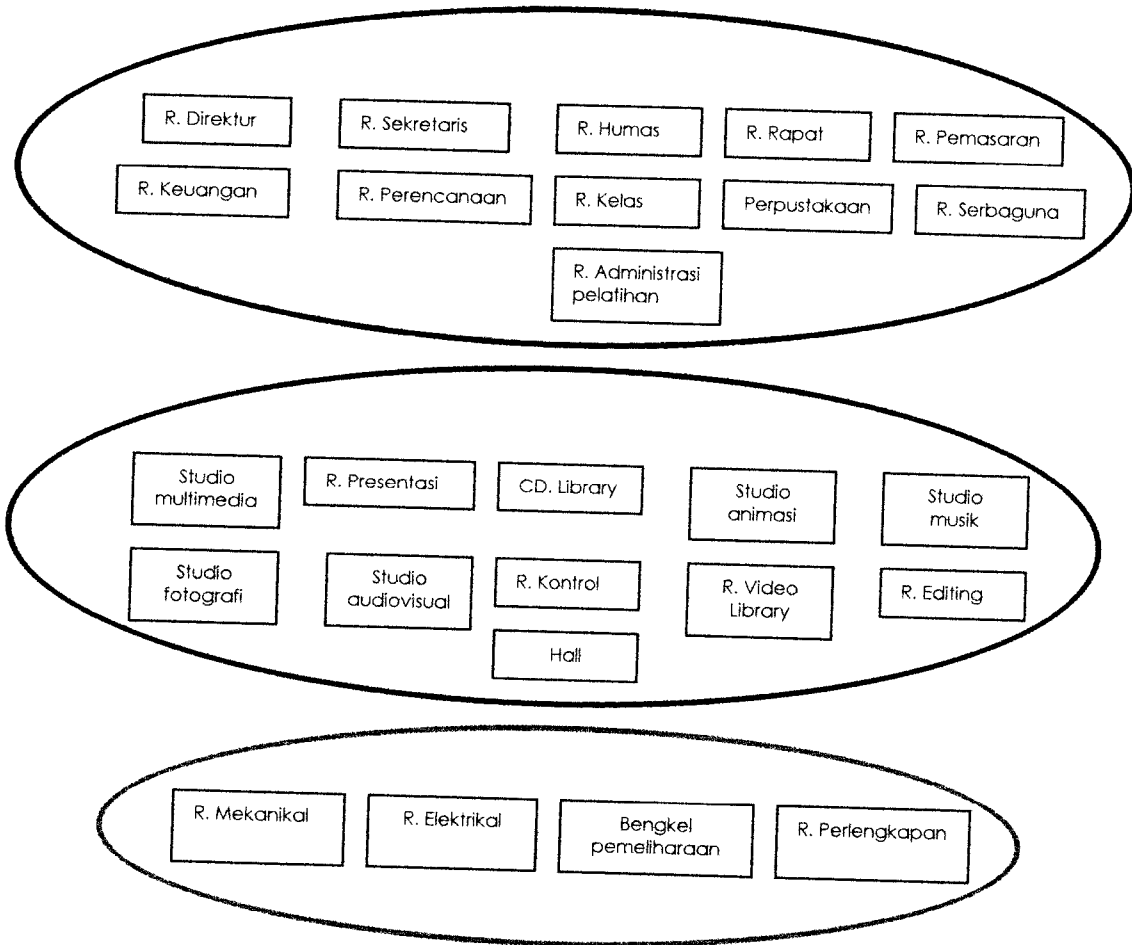 R. Direktur
R. Sekretaris
R. Humas
R. Rapat
R. Pemasaran
R. Keuangan
R. Perencanaan
R. Kelas
Perpustakaan
R. Serbaguna
R. Administrasi
pelatihan
Studio
multimedia
R. Presentasi
CD. Library
Studio
animasi
Studio
musik
Studio
fotografi
Studio
audiovisual
R. Kontrol
R. Video
Library
R. Editing
Hall
R. Mekanikal
R. Elektrikal
Bengkel
pemeliharaan
R. Perlengkapan